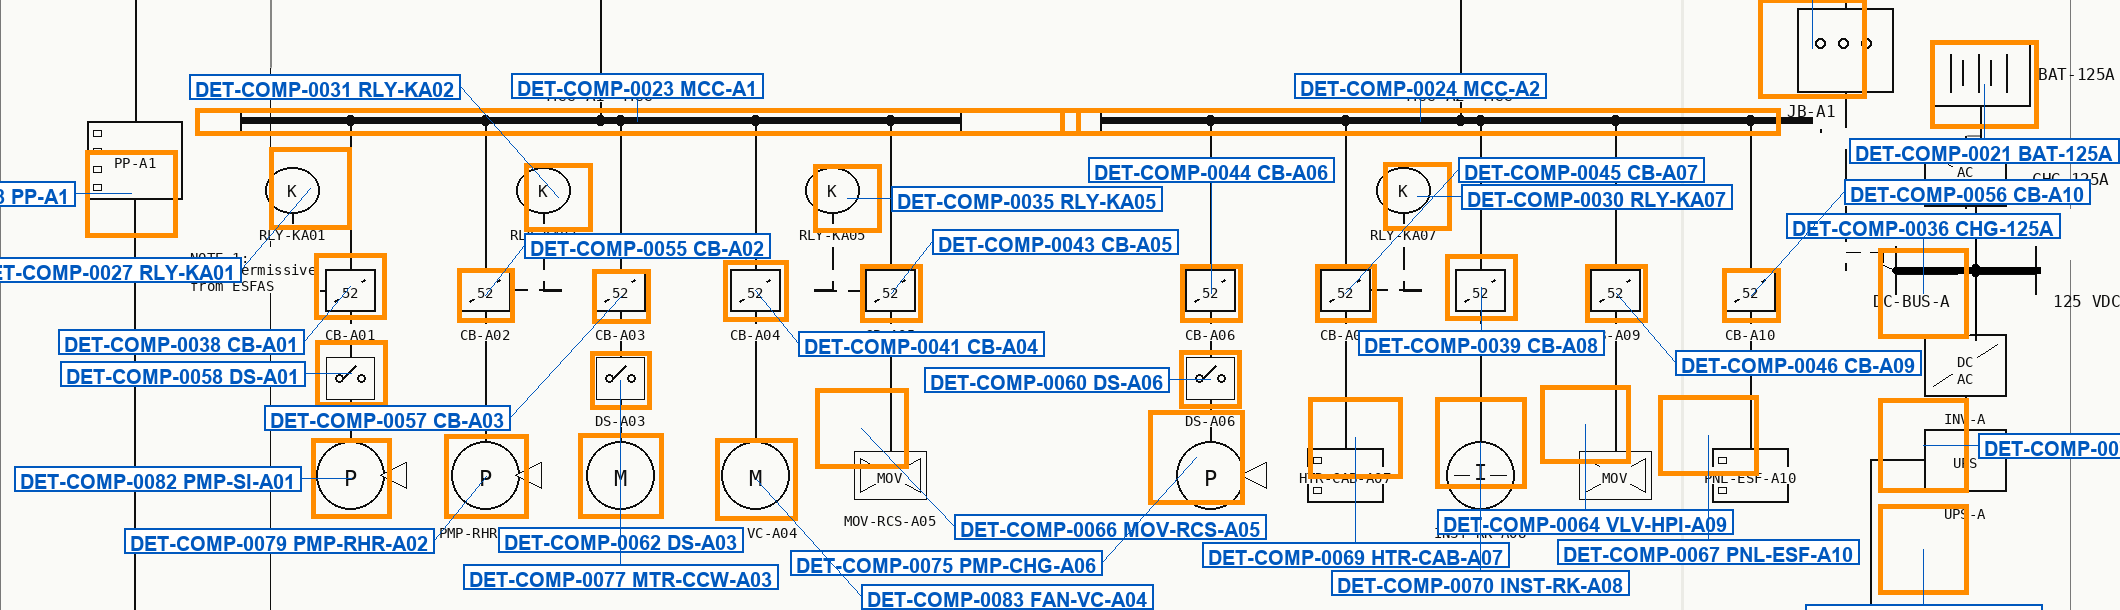 DET-COMP-0031 RLY-KA02
DET-COMP-0023 MCC-A1
DET-COMP-0024 MCC-A2
BAT-125A
JB-A1
DET-COMP-0021 BAT-125A
PP-A1
8 PP-A1
K
K
K
K
AC
DET-COMP-0044 CB-A06
DET-COMP-0045 CB-A07
DET-COMP-0035 RLY-KA05
DET-COMP-0030 RLY-KA07
DET-COMP-0056 CB-A10
DET-COMP-0036 CHG-125A
RLY-KA01
RLY-KA05
RLY-KA07
DET-COMP-0055 CB-A02
DET-COMP-0043 CB-A05
ET-COMP-0027 RLY-KA01
ermissive
from ESFAS
52
52
52
52
52
52
52
52
52
52
DC-BUS-A
125 VDC
CB-A01
CB-A02
CB-A03
CB-A04
CB-A06
-A09
CB-A10
DET-COMP-0038 CB-A01
DET-COMP-0041 CB-A04
DET-COMP-0039 CB-A08
DET-COMP-0046 CB-A09
DET-COMP-0058 DS-A01
DET-COMP-0060 DS-A06
DC
AC
DET-COMP-0057 CB-A03
DS-A03
DS-A06
INV-A
DET-COMP-00
DET-COMP-0082 PMP-SI-A01
P
P
M
M
MOV
P
HTR-CAB-A07
I
MOV
PNL-ESF-A10
UPS
UPS-A
MOV-RCS-A05
DET-COMP-0079 PMP-RHR-A02
PMP-RHR
DET-COMP-0062 DS-A03
VC-A04
DET-COMP-0066 MOV-RCS-A05
DET-COMP-0064 VLV-HPI-A09
DET-COMP-0075 PMP-CHG-A06
DET-COMP-0069 HTR-CAB-A07
DET-COMP-0067 PNL-ESF-A10
DET-COMP-0077 MTR-CCW-A03
DET-COMP-0070 INST-RK-A08
DET-COMP-0083 FAN-VC-A04